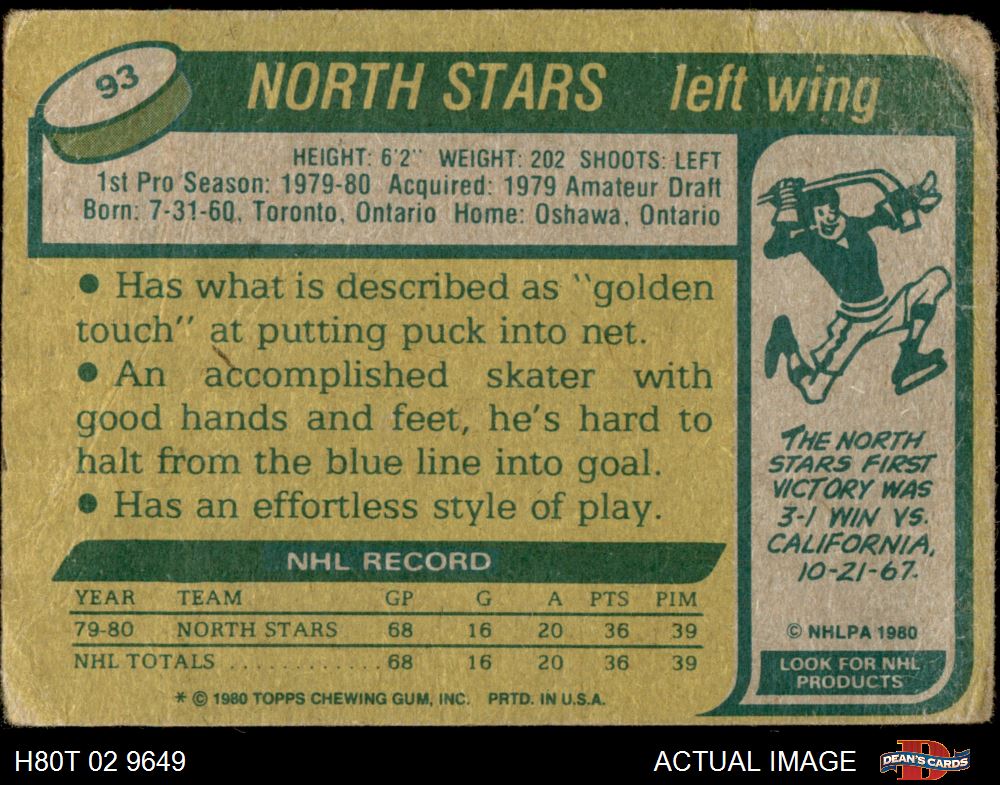 93
NORTH STARS left wing
HEIGHT: 6'2" WEIGHT: 202 SHOOTS: LEFT
1st Pro Season: 1979-80 Acquired: 1979 Amateur Draft
Born: 7-31-60, Toronto, Ontario Home: Oshawa, Ontario
● Has what is described as "golden
touch" at putting puck into net.
● An accomplished skater with
good hands and feet, he's hard to
halt from the blue line into goal.
● Has an effortless style of play.
NHL RECORD
YEAR TEAM GP G A PTS PIM
79-80 NORTH STARS 68 16 20 36 39
NHL TOTALS ............ 68 16 20 36 39
* © 1980 TOPPS CHEWING GUM, INC. PRTD. IN U.S.A.
THE NORTH
STARS FIRST
VICTORY WAS
3-1 WIN VS.
CALIFORNIA,
10-21-67.
© NHLPA 1980
LOOK FOR NHL
PRODUCTS
H80T 02 9649 ACTUAL IMAGE
DEAN'S CARDS